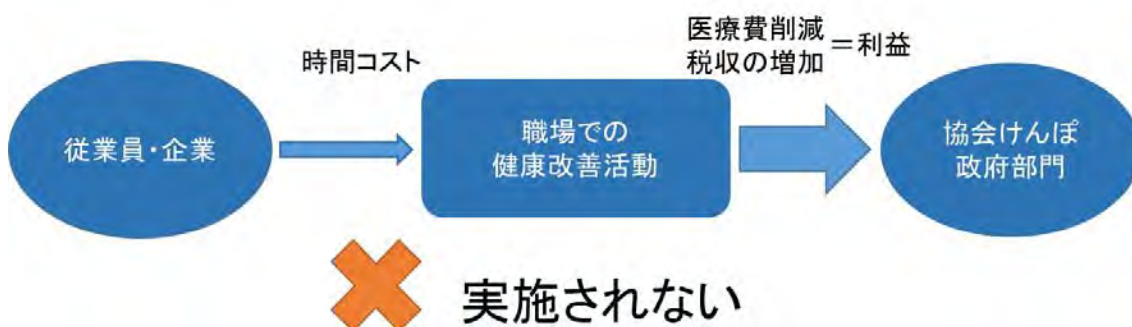 従業員・企業
時間コスト
職場での
健康改善活動
医療費削減
税収の増加＝利益
協会けんぽ
政府部門
実施されない